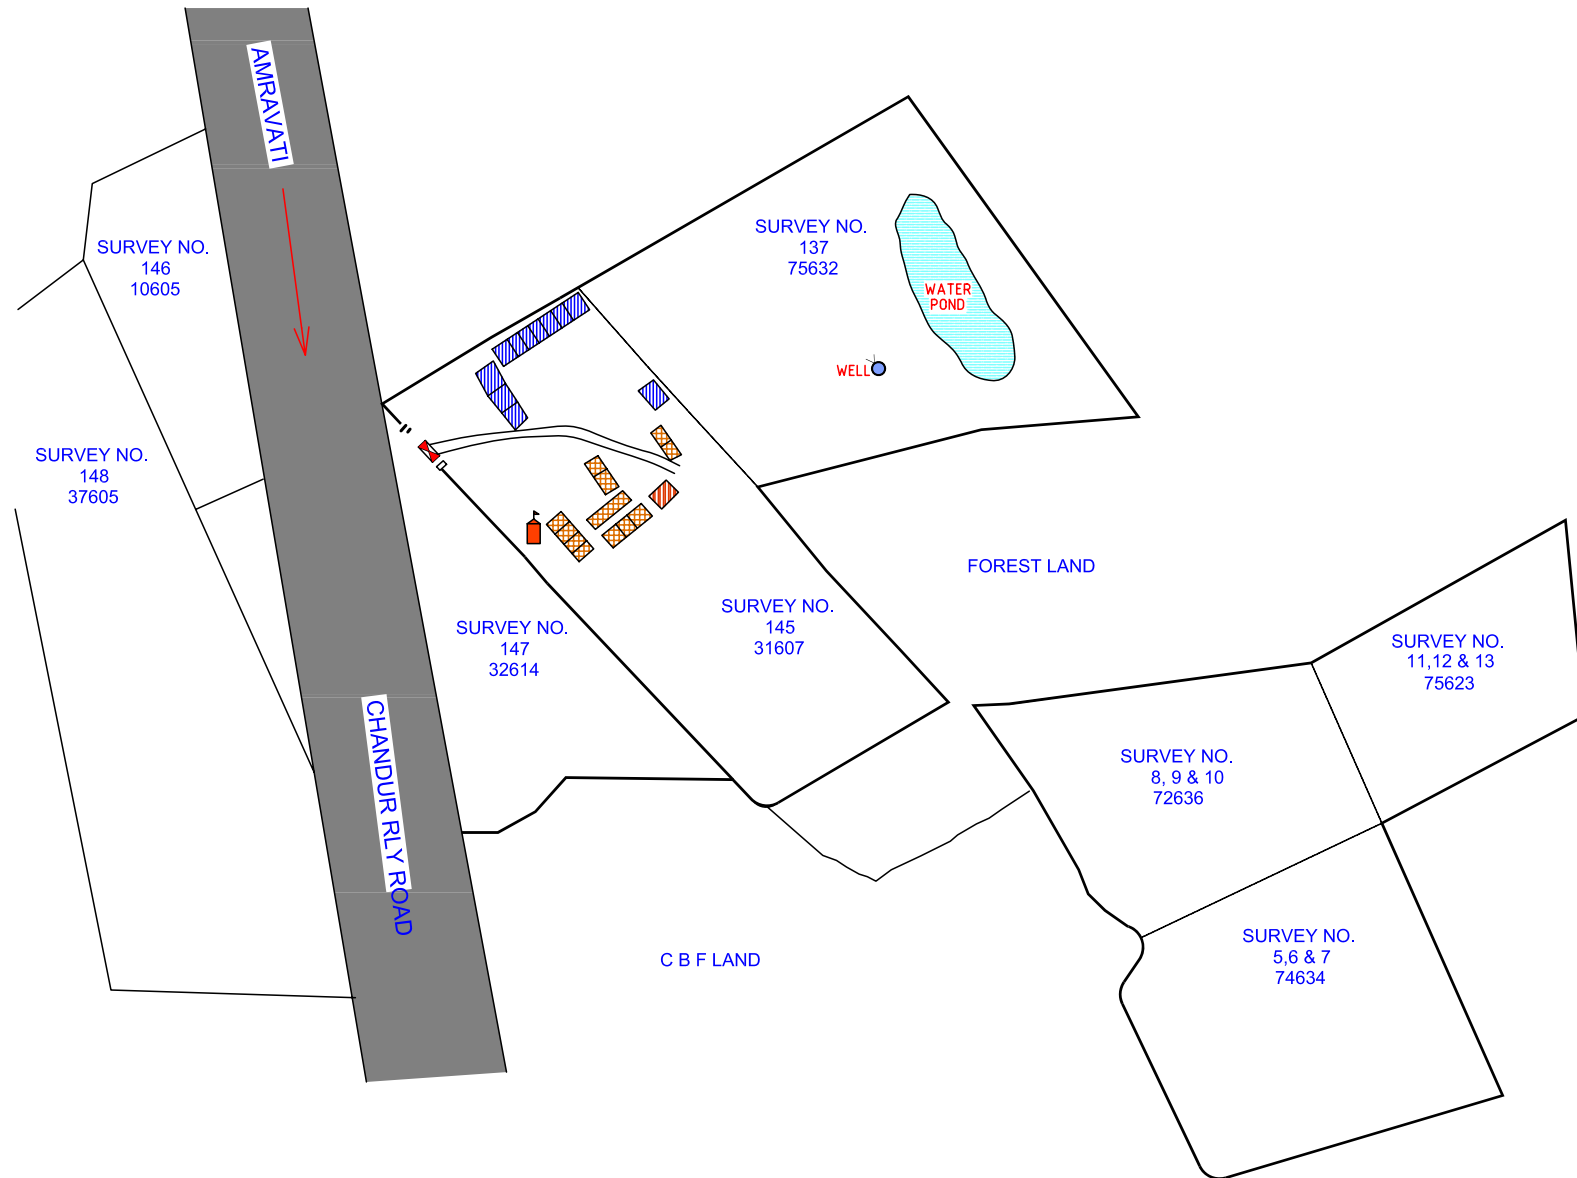 AMRAVATI
SURVEY NO.
146
10605
SURVEY NO.
137
75632
WATER
POND
WELL
SURVEY NO.
148
37605
FOREST LAND
SURVEY NO.
145
31607
SURVEY NO.
147
32614
SURVEY NO.
11,12 & 13
75623
CHANDUR RLY ROAD
SURVEY NO.
8, 9 & 10
72636
C B F LAND
SURVEY NO.
5,6 & 7
74634